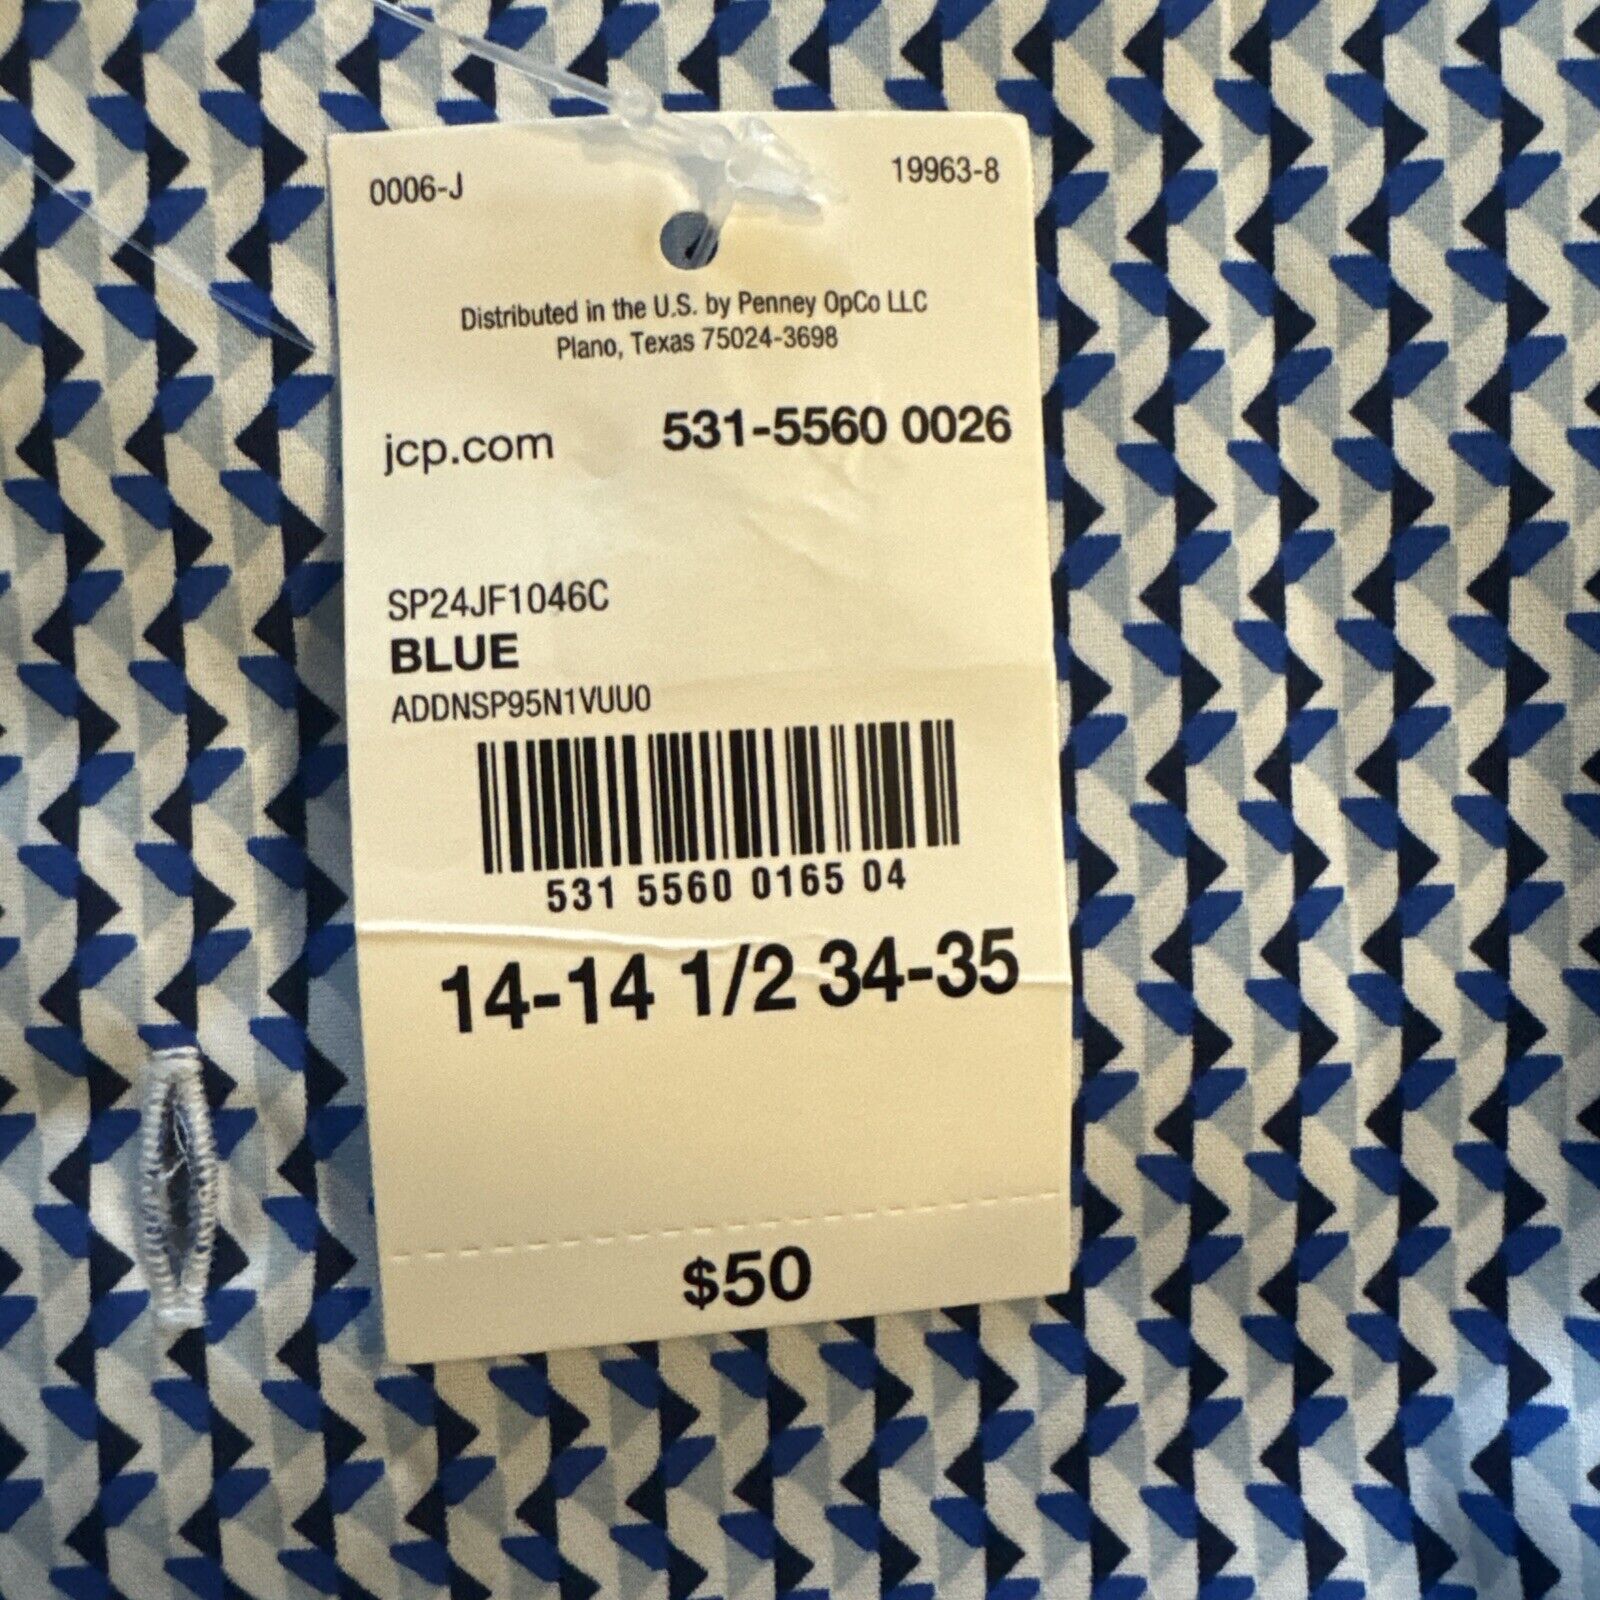 0006-J 19963-8
Distributed in the U.S. by Penney OpCo LLC
Plano, Texas 75024-3698
jcp.com 531-5560 0026
SP24JF1046C
BLUE
ADDNSP95N1VUU0
531 5560 0165 04
14-14 1/2 34-35
$50